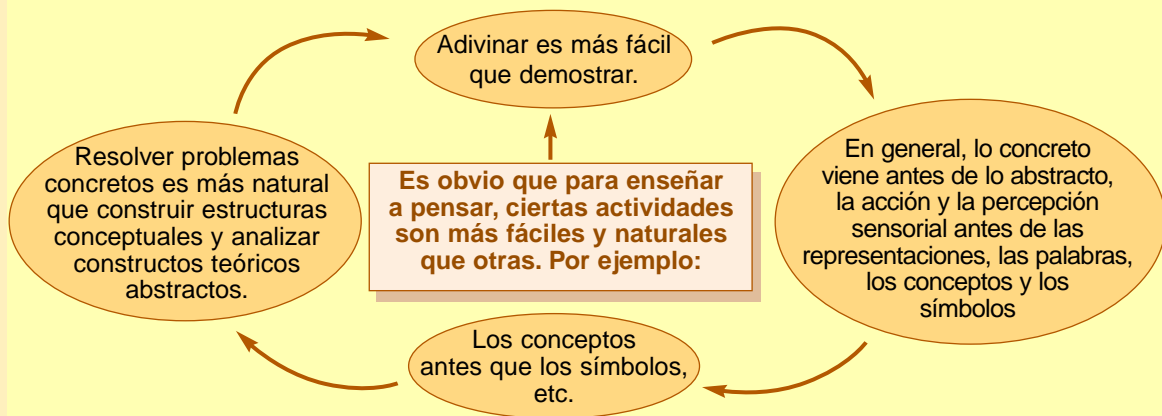 Adivinar es más fácil
que demostrar.
Resolver problemas
concretos es más natural
que construir estructuras
conceptuales y analizar
constructos teóricos
abstractos.
Es obvio que para enseñar
a pensar, ciertas actividades
son más fáciles y naturales
que otras. Por ejemplo:
En general, lo concreto
viene antes de lo abstracto,
la acción y la percepción
sensorial antes de las
representaciones, las palabras,
los conceptos y los
símbolos
Los conceptos
antes que los símbolos,
etc.